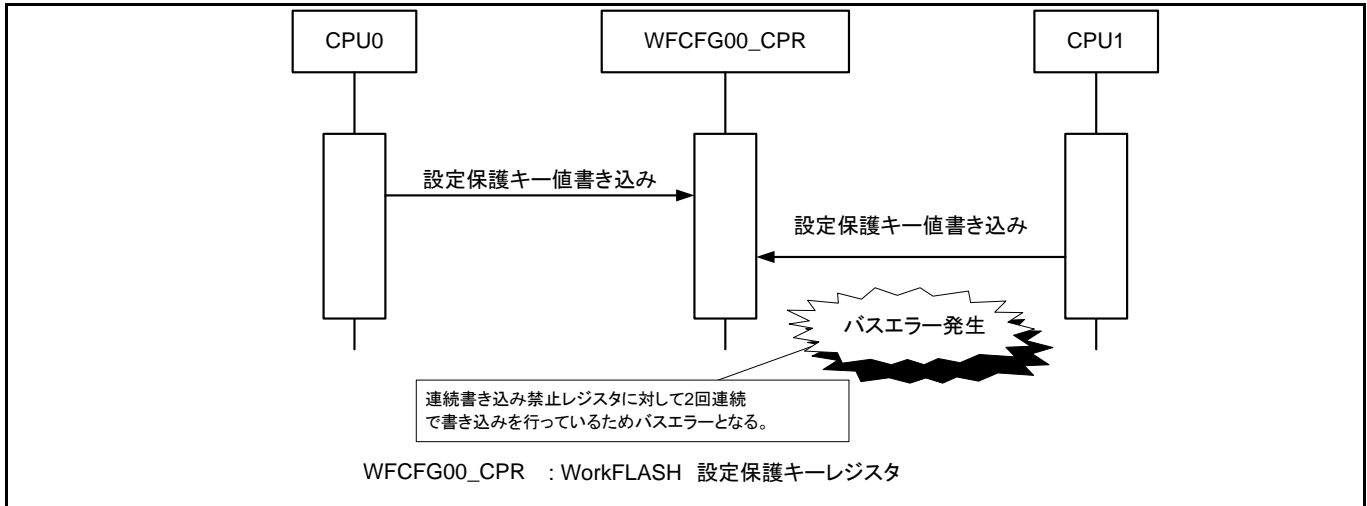 CPU0
WFCFG00_CPR
CPU1
設定保護キー値書き込み
設定保護キー値書き込み
バスエラー発生
連続書き込み禁止レジスタに対して2回連続
で書き込みを行っているためバスエラーとなる。
WFCFG00_CPR : WorkFLASH 設定保護キーレジスタ